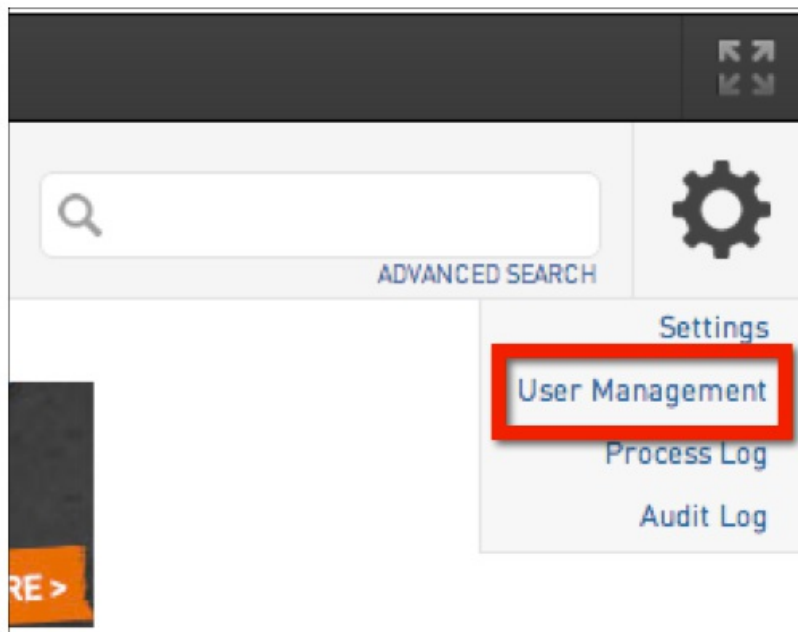 ADVANCED SEARCH
Settings
User Management
Process Log
Audit Log
RE >